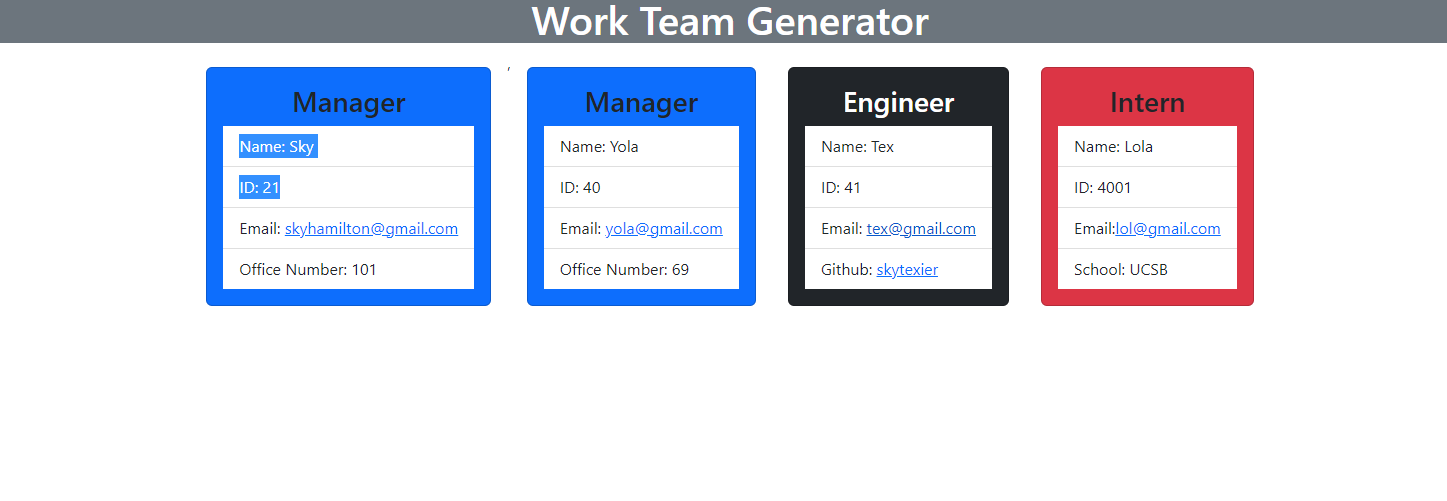 Work Team Generator
Manager
Name: Sky
ID: 21
Email: skyhamilton@gmail.com
Office Number: 101
,
Manager
Name: Yola
ID: 40
Email: yola@gmail.com
Office Number: 69
Engineer
Name: Tex
ID: 41
Email: tex@gmail.com
Github: skytexier
Intern
Name: Lola
ID: 4001
Email:lol@gmail.com
School: UCSB